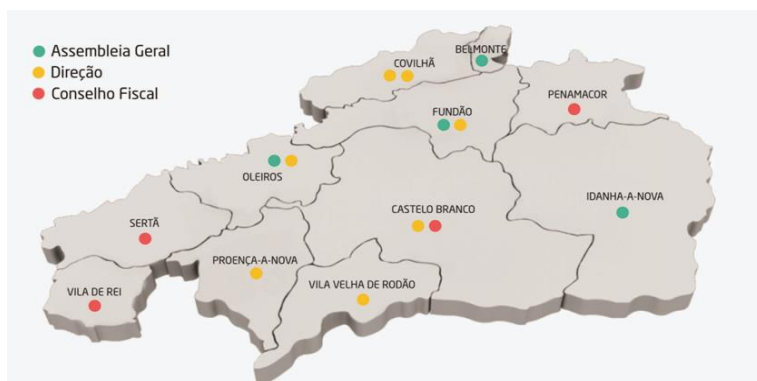 Assembleia Geral
Direção
Conselho Fiscal
BELMONTE
COVILHÃ
PENAMACOR
FUNDÃO
OLEIROS
IDANHA-A-NOVA
CASTELO BRANCO
SERTÃ
PROENÇA-A-NOVA
VILA VELHA DE RODÃO
VILA DE REI